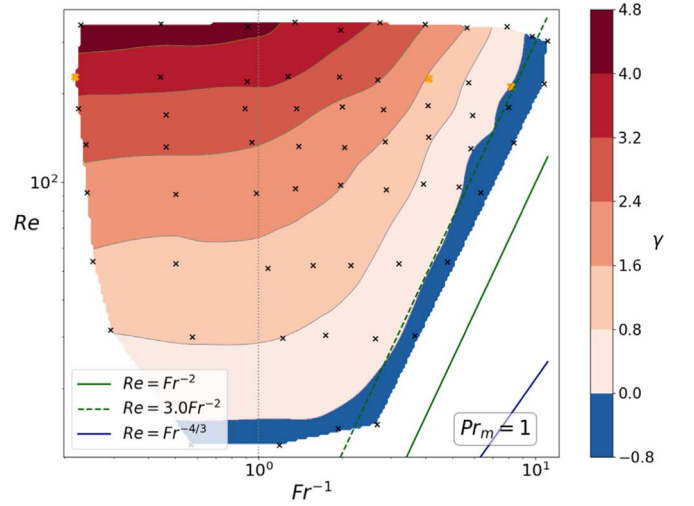 4.8
4.0
3.2
2.4
1.6
0.8
0.0
−0.8
γ
10²
Re
Re = Fr⁻²
Re = 3.0Fr⁻²
Re = Fr⁻⁴ᐟ³
Pr_m = 1
10⁰
10¹
Fr⁻¹